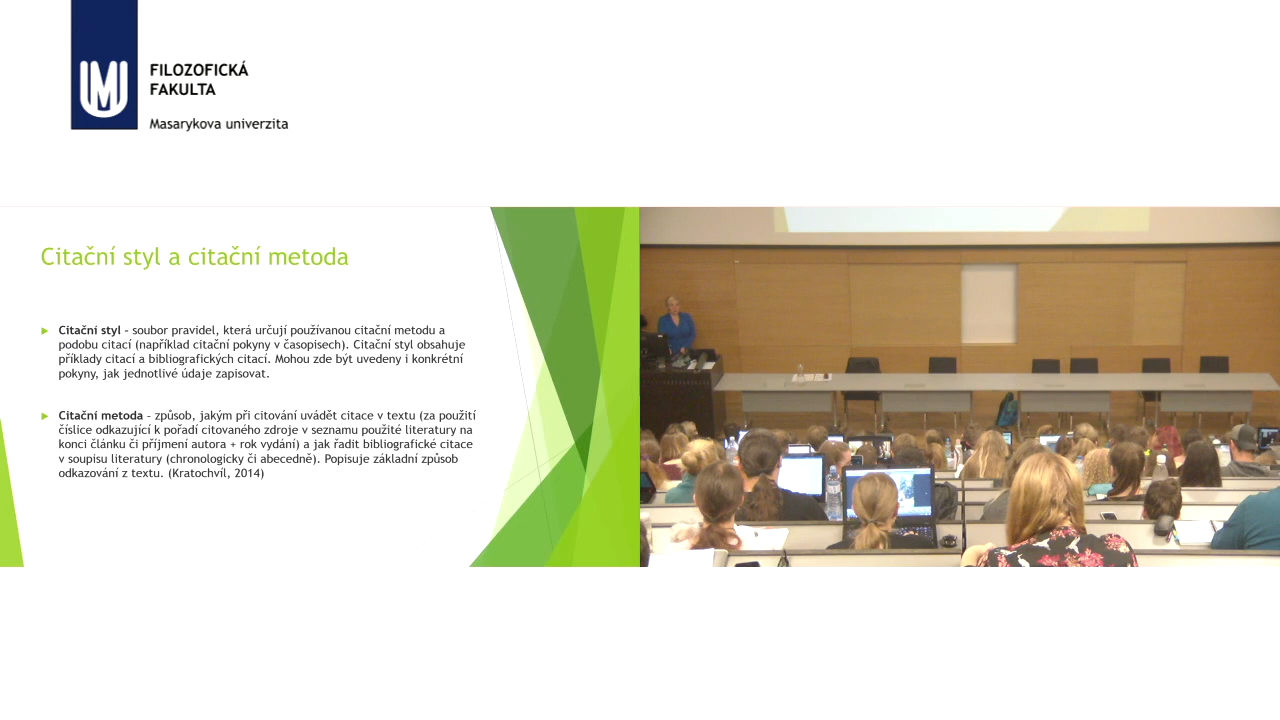 FILOZOFICKÁ
FAKULTA
Masarykova univerzita
Citační styl a citační metoda
Citační styl – soubor pravidel, která určují používanou citační metodu a
podobu citací (například citační pokyny v časopisech). Citační styl obsahuje
příklady citací a bibliografických citací. Mohou zde být uvedeny i konkrétní
pokyny, jak jednotlivé údaje zapisovat.
Citační metoda – způsob, jakým při citování uvádět citace v textu (za použití
číslice odkazující k pořadí citovaného zdroje v seznamu použité literatury na
konci článku či příjmení autora + rok vydání) a jak řadit bibliografické citace
v soupisu literatury (chronologicky či abecedně). Popisuje základní způsob
odkazování z textu. (Kratochvíl, 2014)